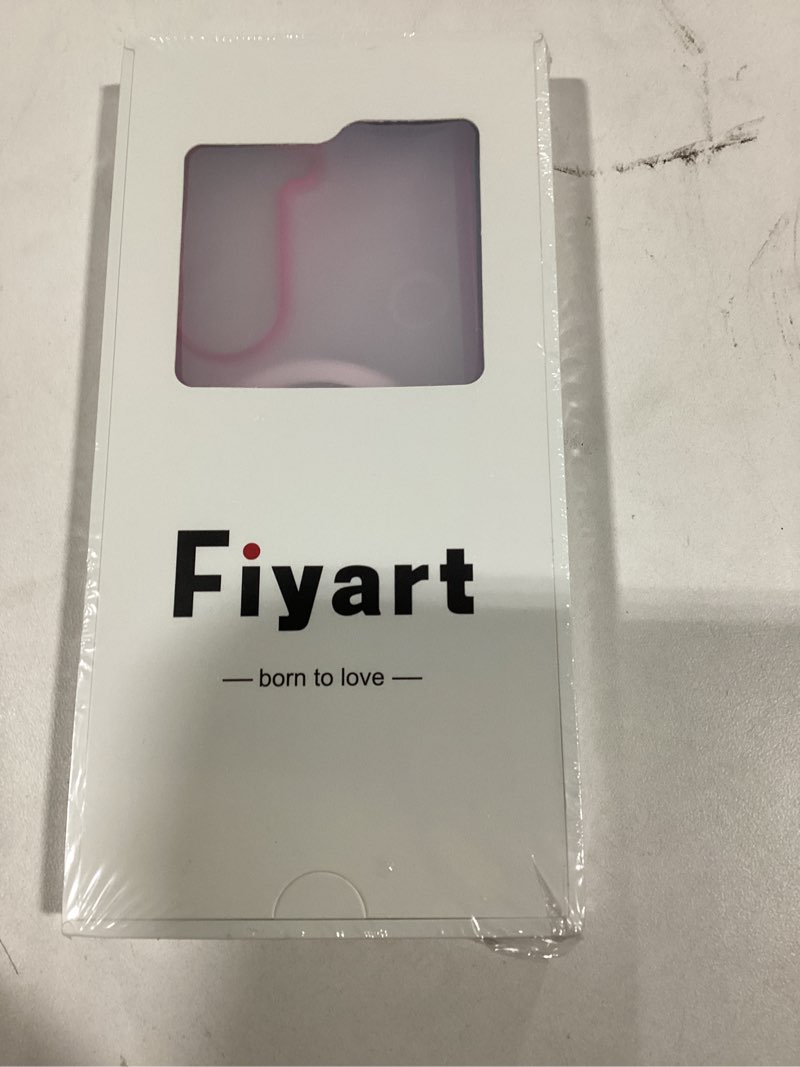 Fiyart
— born to love —